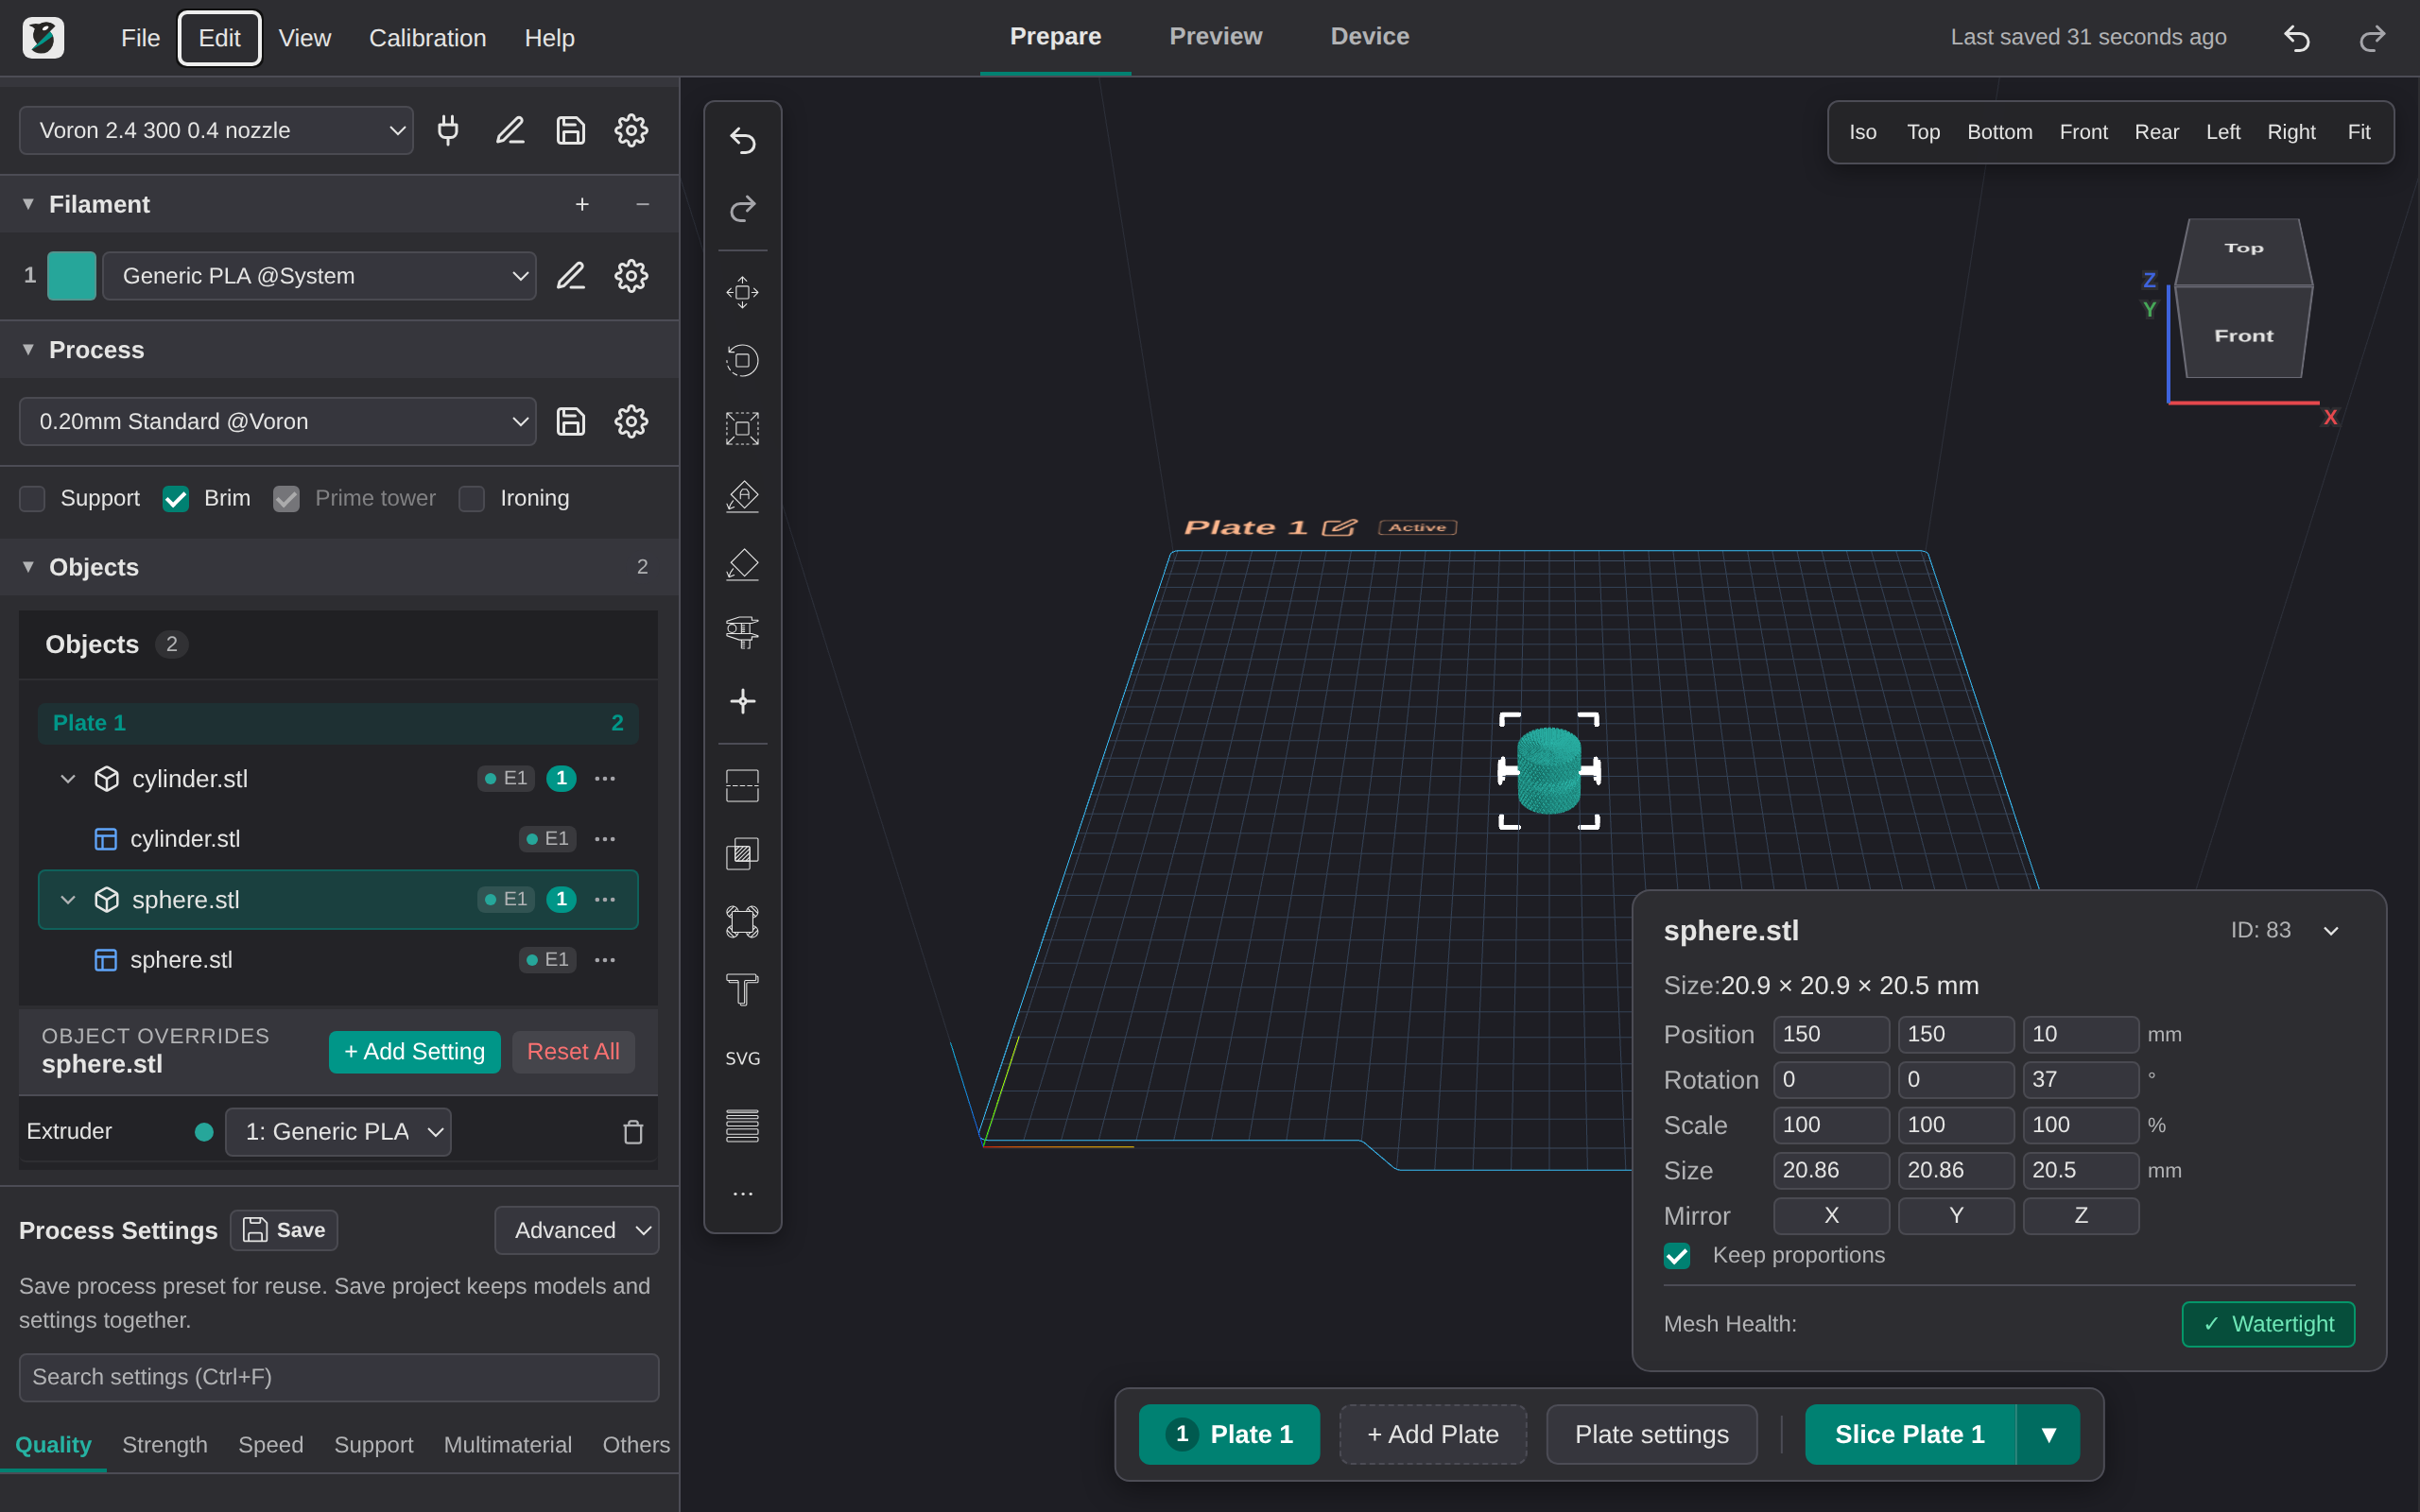 File Edit View Calibration Help
Prepare Preview Device
Last saved 31 seconds ago
Voron 2.4 300 0.4 nozzle
Filament + −
1 Generic PLA @System
Process
0.20mm Standard @Voron
Support Brim Prime tower Ironing
Objects 2
Objects 2
Plate 1 2
cylinder.stl E1 1 ...
cylinder.stl E1 ...
sphere.stl E1 1 ...
sphere.stl E1 ...
OBJECT OVERRIDES
sphere.stl
+ Add Setting Reset All
Extruder 1: Generic PLA
Process Settings Save Advanced
Save process preset for reuse. Save project keeps models and
settings together.
Search settings (Ctrl+F)
Quality Strength Speed Support Multimaterial Others
SVG
...
Iso Top Bottom Front Rear Left Right Fit
Top
Front
Z
Y
X
Plate 1 Active
sphere.stl ID: 83
Size:20.9 × 20.9 × 20.5 mm
Position 150 150 10 mm
Rotation 0 0 37 °
Scale 100 100 100 %
Size 20.86 20.86 20.5 mm
Mirror X Y Z
Keep proportions
Mesh Health: ✓ Watertight
1 Plate 1 + Add Plate Plate settings Slice Plate 1 ▼